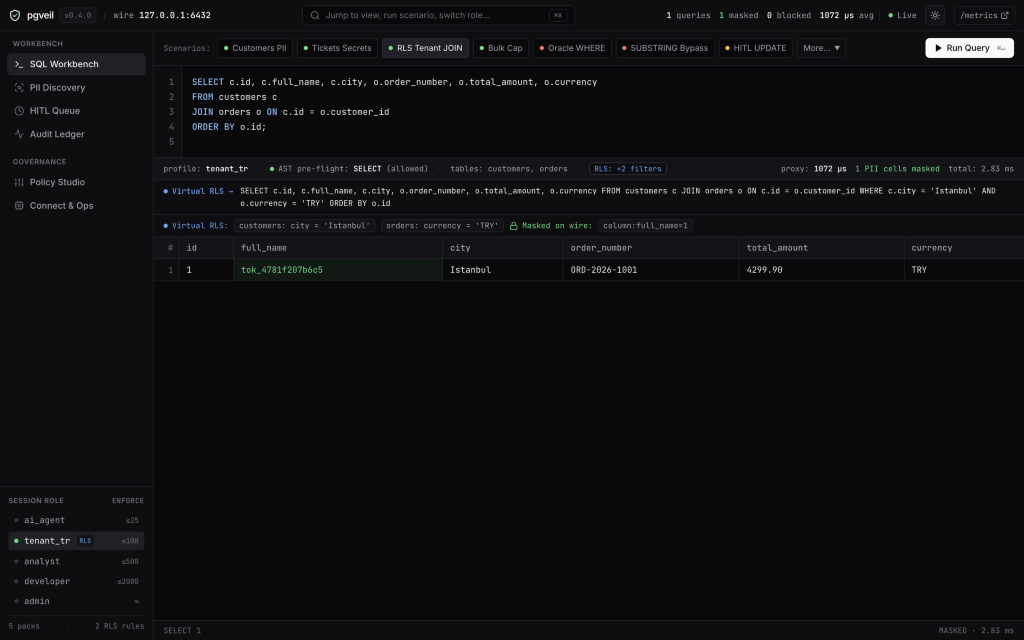 pgveil v0.4.0 / wire 127.0.0.1:6432 Jump to view, run scenario, switch role... ⌘K 1 queries 1 masked 0 blocked 1072 µs avg Live /metrics
WORKBENCH
SQL Workbench
PII Discovery
HITL Queue
Audit Ledger
GOVERNANCE
Policy Studio
Connect & Ops
SESSION ROLE ENFORCE
ai_agent ≤25
tenant_tr RLS ≤100
analyst ≤500
developer ≤2000
admin ∞
5 packs · 2 RLS rules
Scenarios: Customers PII Tickets Secrets RLS Tenant JOIN Bulk Cap Oracle WHERE SUBSTRING Bypass HITL UPDATE More... ▼ Run Query ⌘↵
1 SELECT c.id, c.full_name, c.city, o.order_number, o.total_amount, o.currency
2 FROM customers c
3 JOIN orders o ON c.id = o.customer_id
4 ORDER BY o.id;
5
profile: tenant_tr · AST pre-flight: SELECT (allowed) · tables: customers, orders · RLS: +2 filters proxy: 1072 µs 1 PII cells masked total: 2.83 ms
Virtual RLS → SELECT c.id, c.full_name, c.city, o.order_number, o.total_amount, o.currency FROM customers c JOIN orders o ON c.id = o.customer_id WHERE c.city = 'Istanbul' AND
o.currency = 'TRY' ORDER BY o.id
Virtual RLS: customers: city = 'Istanbul' orders: currency = 'TRY' Masked on wire: column:full_name=1
# id full_name city order_number total_amount currency
1 1 tok_4781f207b6c5 Istanbul ORD-2026-1001 4299.90 TRY
SELECT 1 MASKED · 2.83 ms